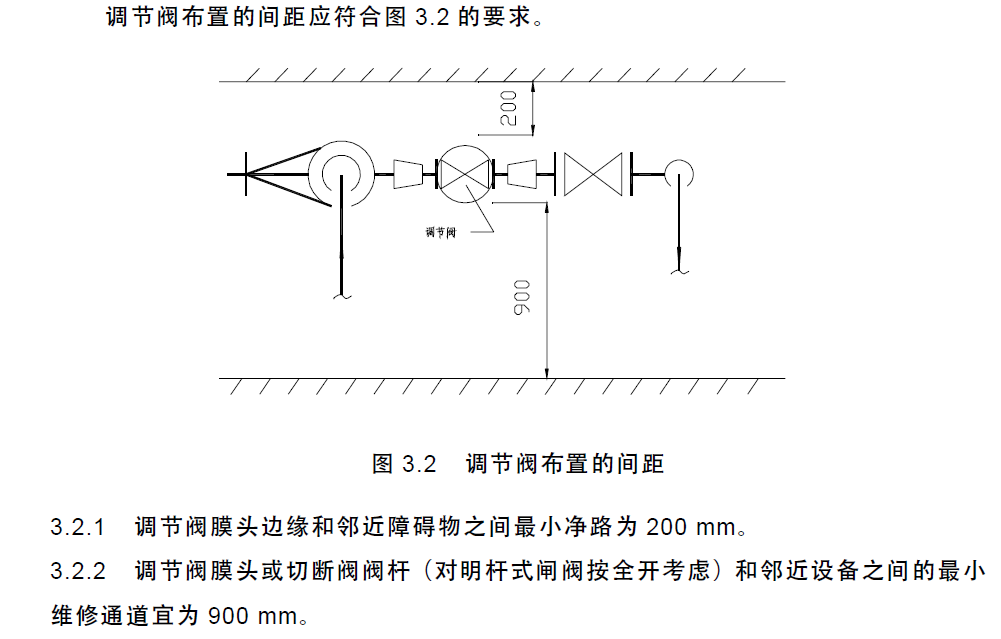 调节阀布置的间距应符合图 3.2 的要求。
200
调节阀
900
图 3.2 调节阀布置的间距
3.2.1 调节阀膜头边缘和邻近障碍物之间最小净路为 200 mm。
3.2.2 调节阀膜头或切断阀阀杆（对明杆式闸阀按全开考虑）和邻近设备之间的最小
维修通道宜为 900 mm。